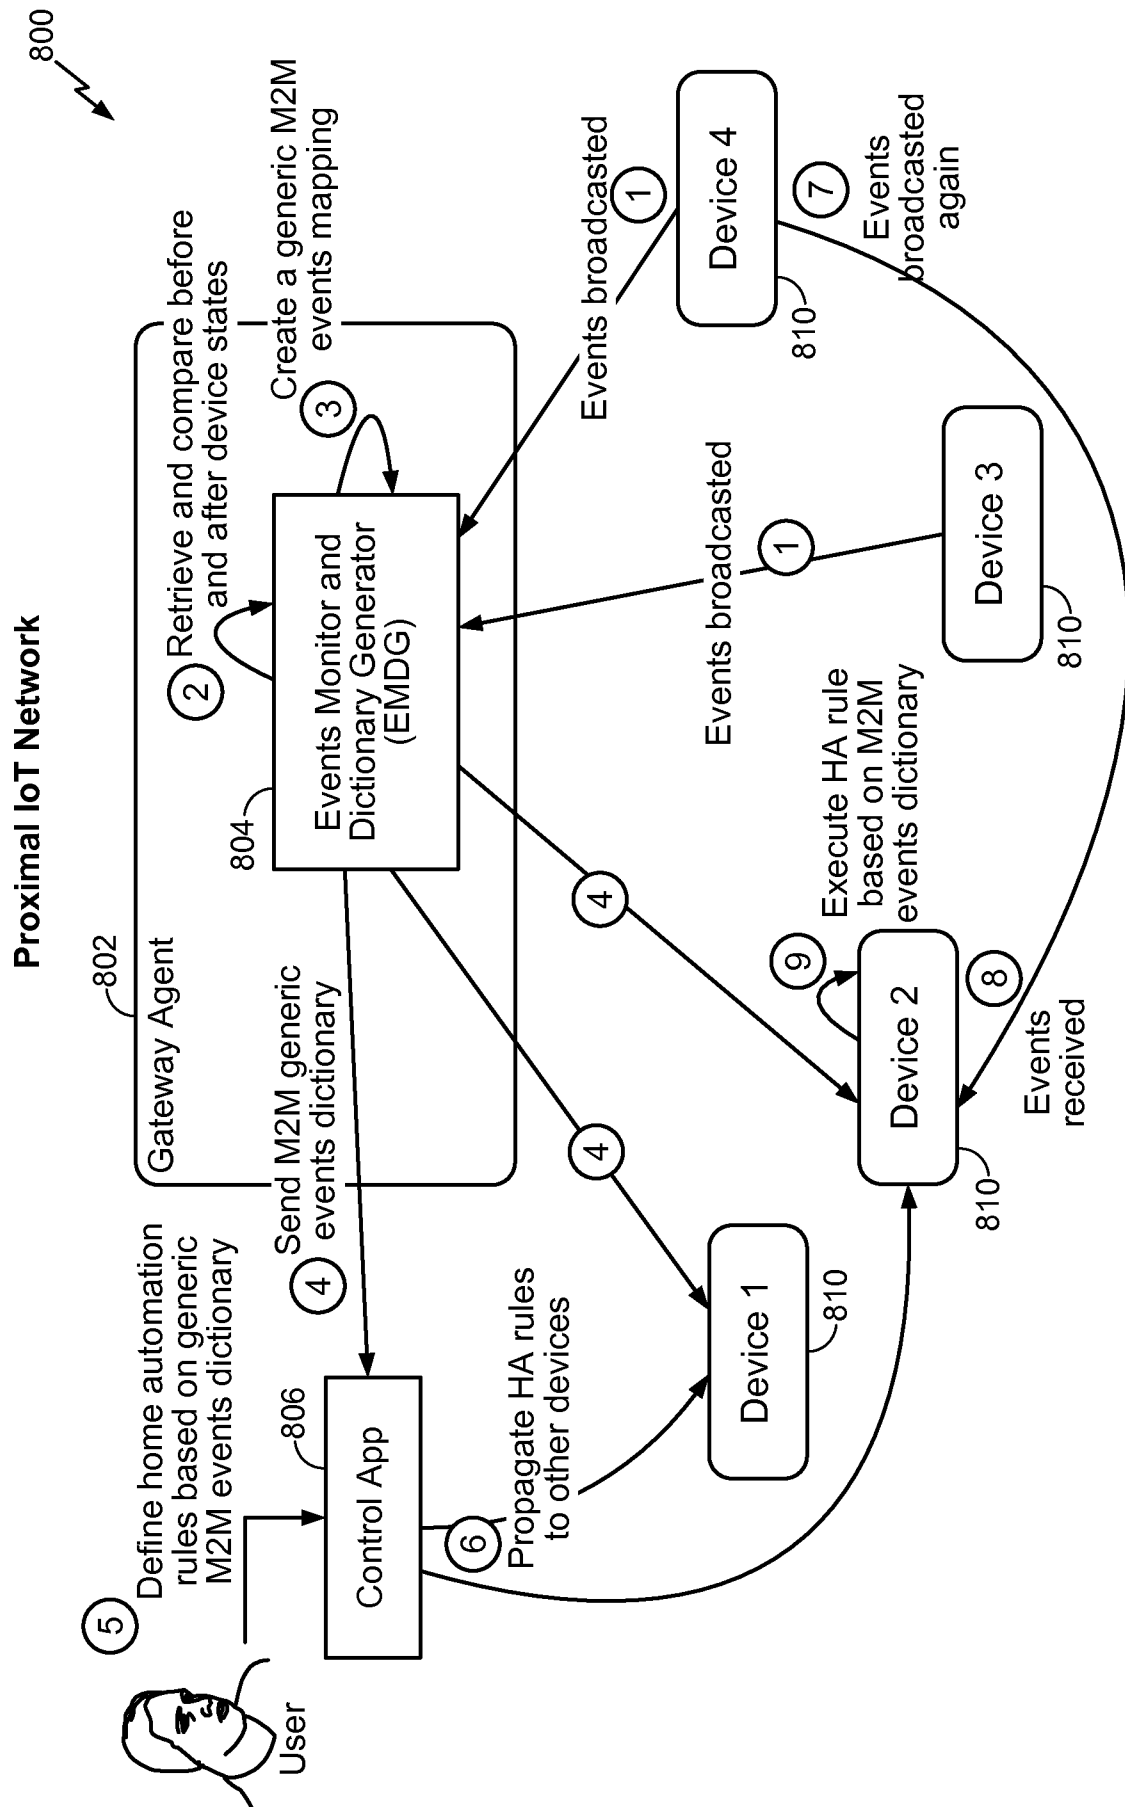 Proximal IoT Network
800
802
Gateway Agent
2
Retrieve and compare before
and after device states
3
Create a generic M2M
events mapping
804
Events Monitor and
Dictionary Generator
(EMDG)
5
Define home automation
rules based on generic
M2M events dictionary
User
4
Send M2M generic
events dictionary
806
Control App
6
Propagate HA rules
to other devices
4
4
Events broadcasted
1
Events broadcasted
1
Device 1
810
9
Execute HA rule
based on M2M
events dictionary
Device 2
810
8
Events
received
Device 3
810
Device 4
810
7
Events
broadcasted
again